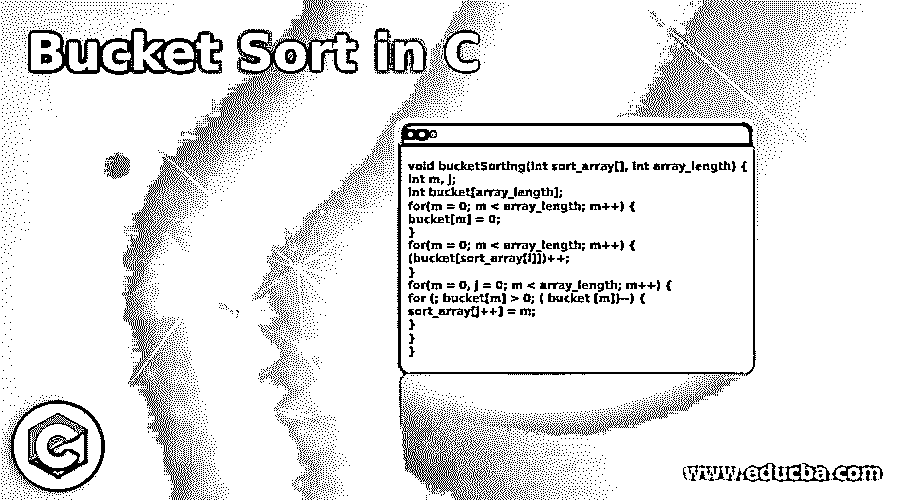 Bucket Sort in C
void bucketSorting(int sort_array[], int array_length) {
int m, j;
int bucket[array_length];
for(m = 0; m < array_length; m++) {
bucket[m] = 0;
}
for(m = 0; m < array_length; m++) {
(bucket[sort_array[i]])++;
}
for(m = 0, j = 0; m < array_length; m++) {
for (; bucket[m] > 0; ( bucket [m])--) {
sort_array[j++] = m;
}
}
}
www.educba.com